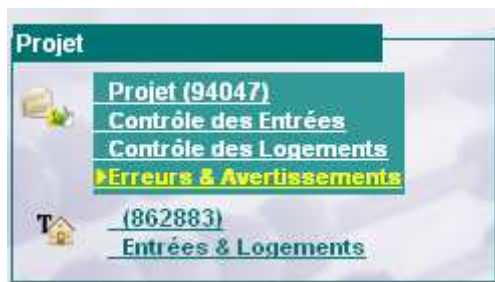 Projet
Projet (94047)
Contrôle des Entrées
Contrôle des Logements
Erreurs & Avertissements
T
(862883)
Entrées & Logements